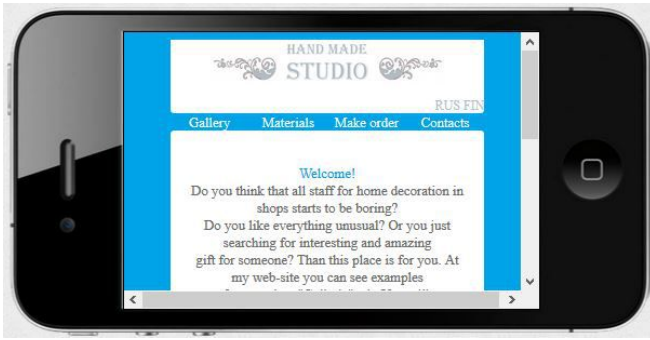 HAND MADE
STUDIO
RUS FIN
Gallery Materials Make order Contacts
Welcome!
Do you think that all staff for home decoration in
shops starts to be boring?
Do you like everything unusual? Or you just
searching for interesting and amazing
gift for someone? Than this place is for you. At
my web-site you can see examples